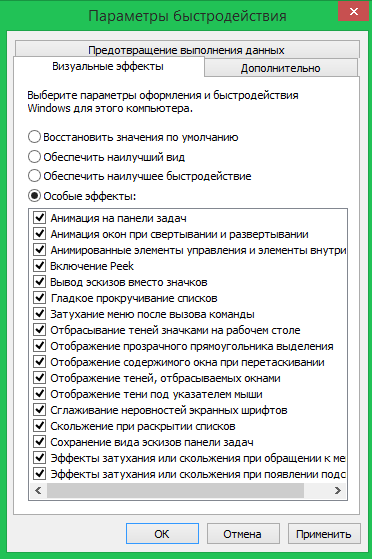 Параметры быстродействия
Предотвращение выполнения данных
Визуальные эффекты
Дополнительно
Выберите параметры оформления и быстродействия
Windows для этого компьютера.
Восстановить значения по умолчанию
Обеспечить наилучший вид
Обеспечить наилучшее быстродействие
Особые эффекты:
Анимация на панели задач
Анимация окон при свертывании и развертывании
Анимированные элементы управления и элементы внутри
Включение Peek
Вывод эскизов вместо значков
Гладкое прокручивание списков
Затухание меню после вызова команды
Отбрасывание теней значками на рабочем столе
Отображение прозрачного прямоугольника выделения
Отображение содержимого окна при перетаскивании
Отображение теней, отбрасываемых окнами
Отображение тени под указателем мыши
Сглаживание неровностей экранных шрифтов
Скольжение при раскрытии списков
Сохранение вида эскизов панели задач
Эффекты затухания или скольжения при обращении к ме
Эффекты затухания или скольжения при появлении подс
ОК
Отмена
Применить